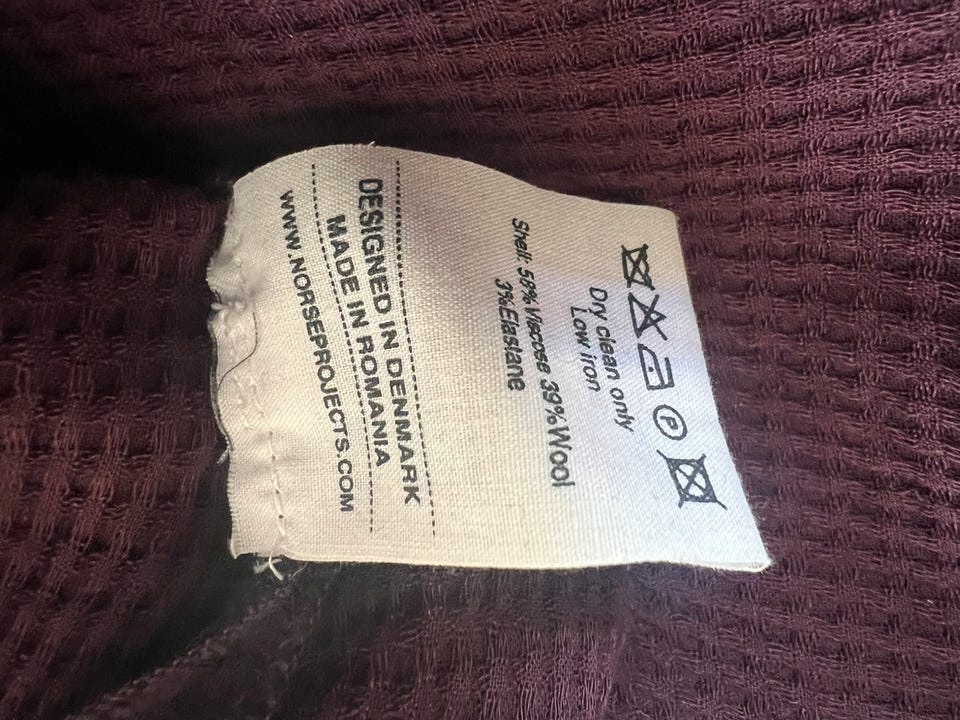 P
Dry clean only
Low iron
Shell: 58% Viscose 39%Wool
3%Elastane
DESIGNED IN DENMARK
MADE IN ROMANIA
WWW.NORSEPROJECTS.COM